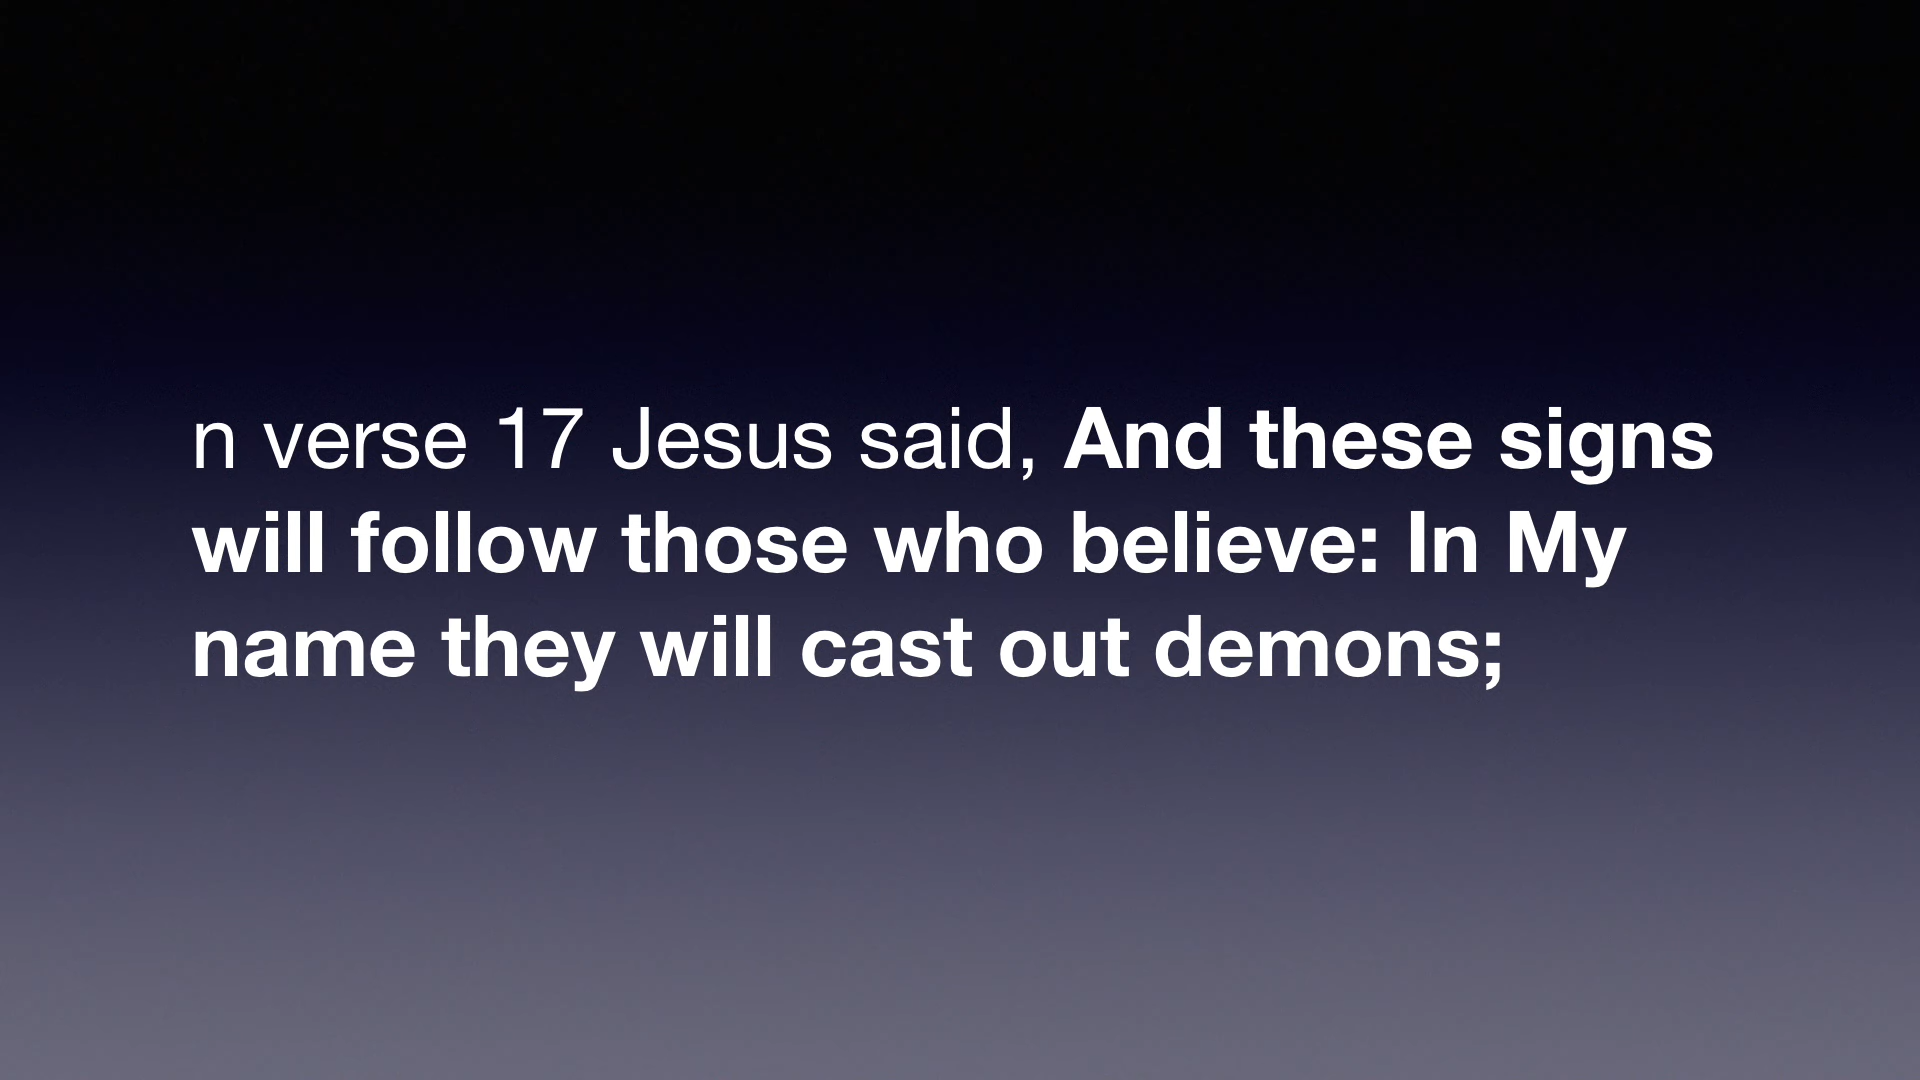 n verse 17 Jesus said, And these signs
will follow those who believe: In My
name they will cast out demons;